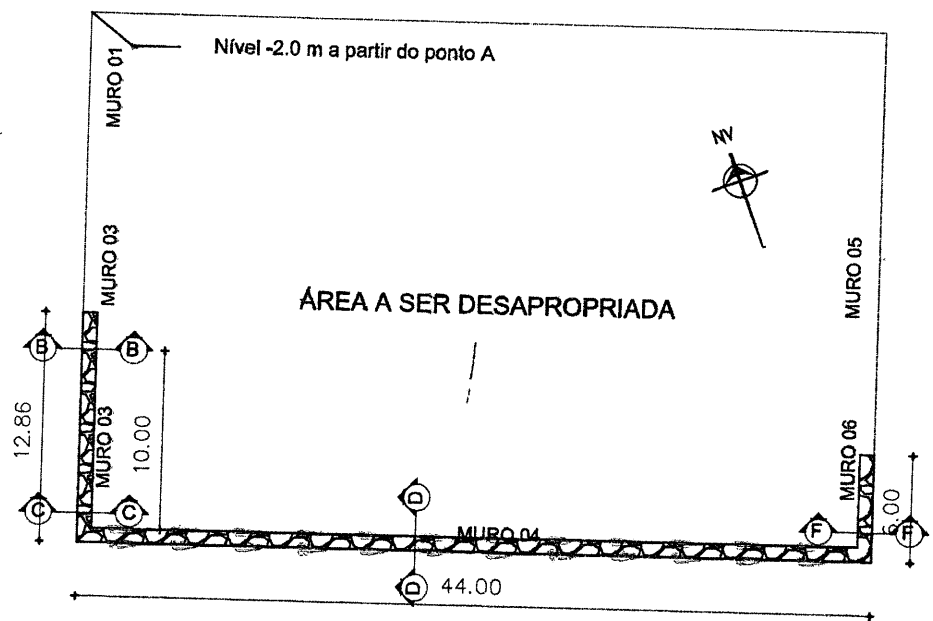 Nível -2.0 m a partir do ponto A
MURO 01
NV
MURO 03
MURO 05
ÁREA A SER DESAPROPRIADA
B
B
12.86
MURO 03
10.00
MURO 06
C
C
D
MURO 04
F
F
6.00
D
44.00